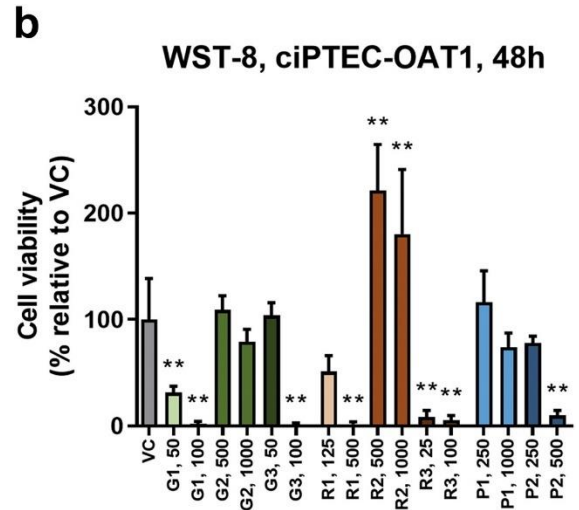 b
WST-8, ciPTEC-OAT1, 48h
Cell viability
(% relative to VC)
300
200
100
0
**
**
**
**
**
**
**
**
**
VC
G1, 50
G1, 100
G2, 500
G2, 1000
G3, 50
G3, 100
R1, 125
R1, 500
R2, 500
R2, 1000
R3, 25
R3, 100
P1, 250
P1, 1000
P2, 250
P2, 500